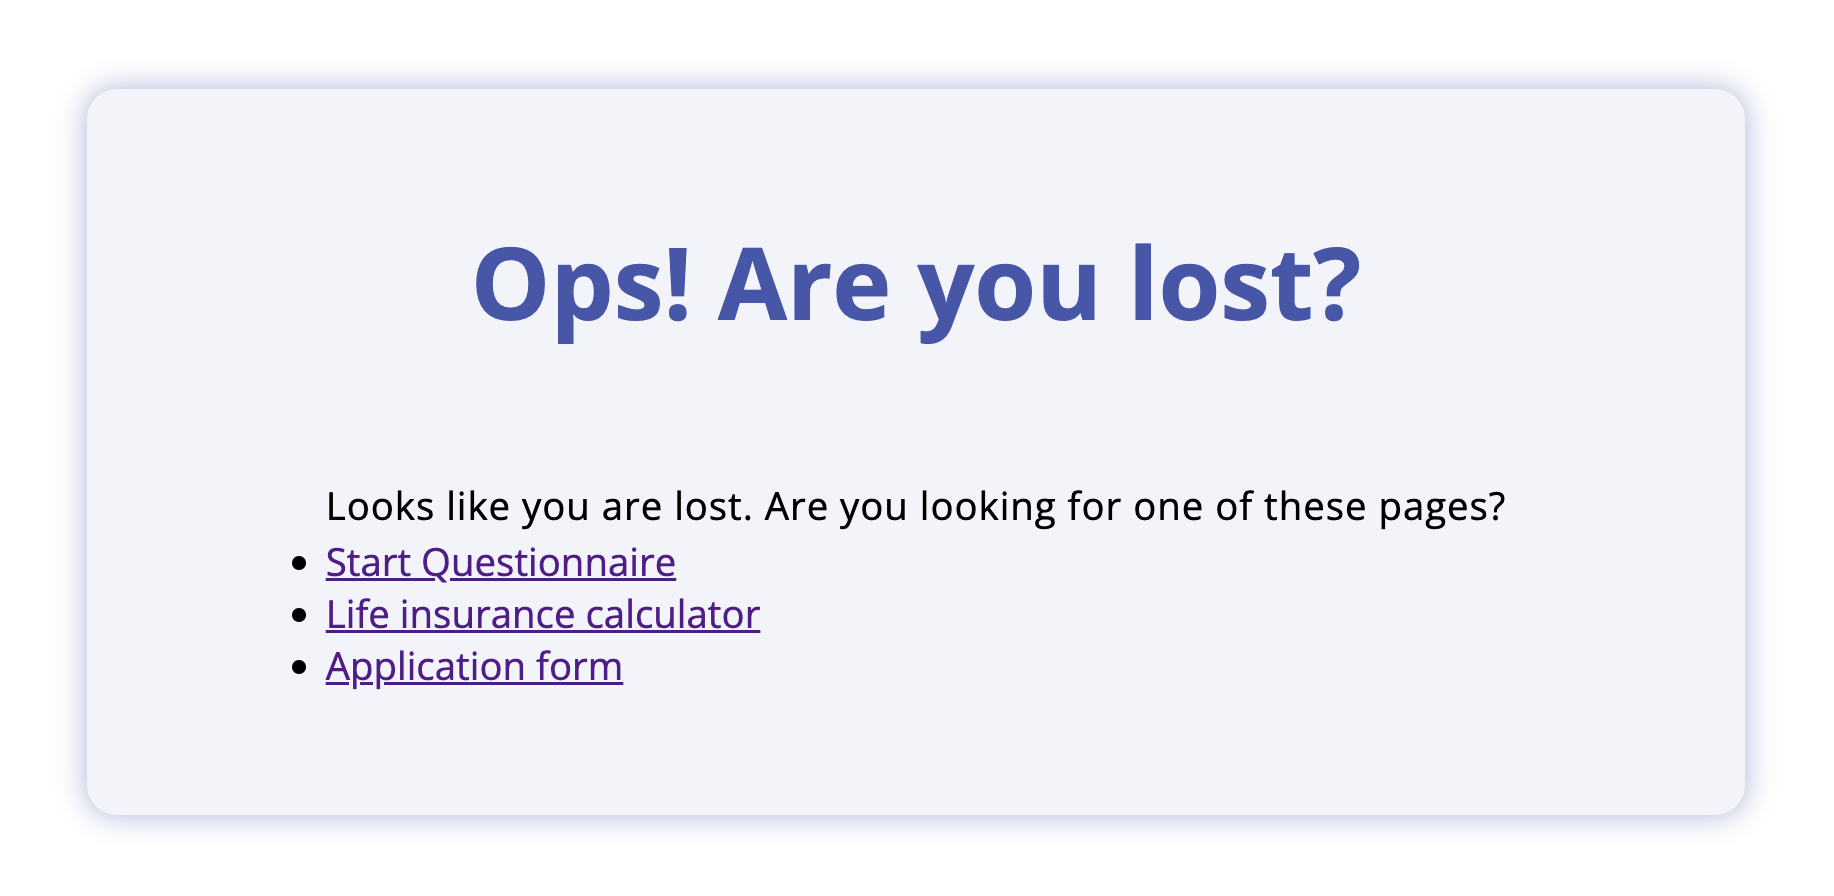 Ops! Are you lost?
Looks like you are lost. Are you looking for one of these pages?
Start Questionnaire
Life insurance calculator
Application form